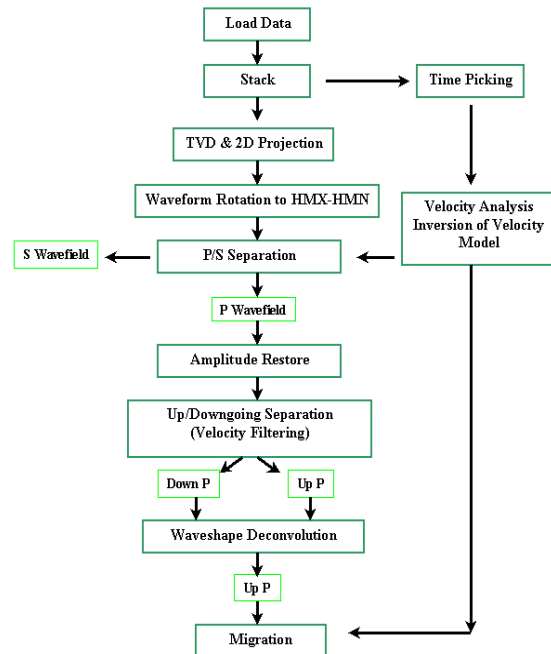 Load Data
Stack
Time Picking
TVD & 2D Projection
Waveform Rotation to HMX-HMN
Velocity Analysis
Inversion of Velocity
Model
S Wavefield
P/S Separation
P Wavefield
Amplitude Restore
Up/Downgoing Separation
(Velocity Filtering)
Down P
Up P
Waveshape Deconvolution
Up P
Migration